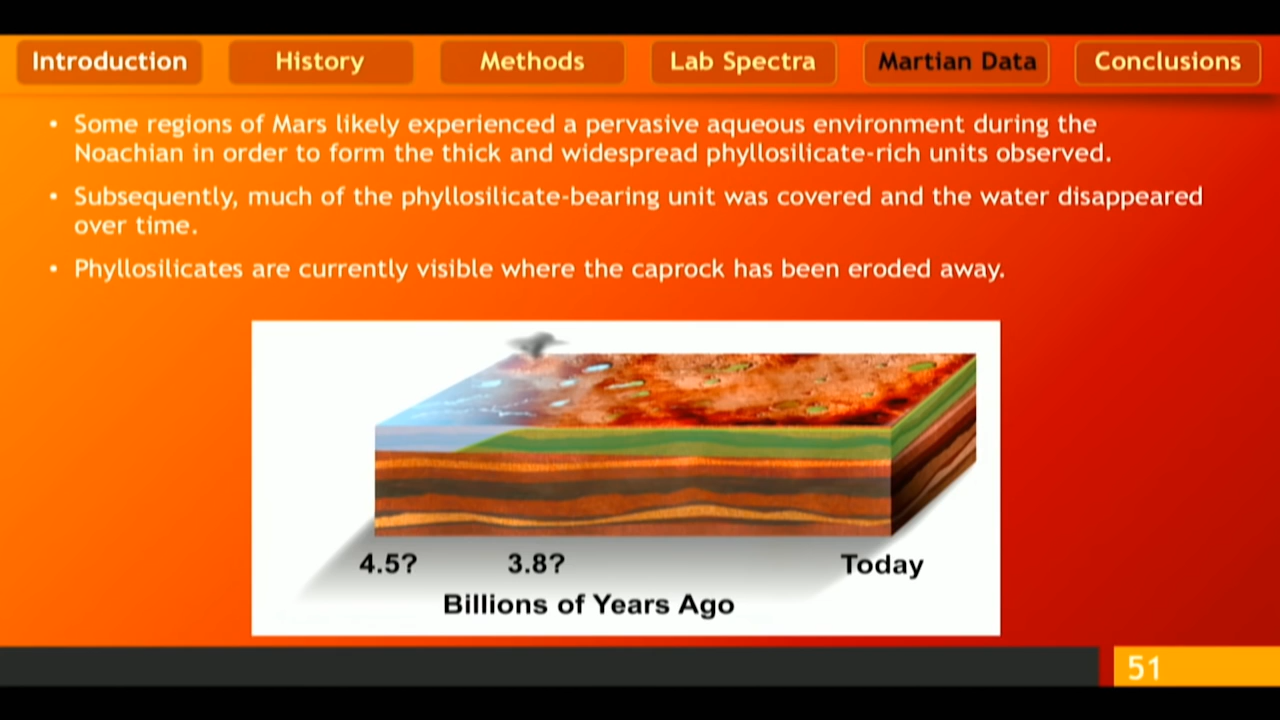 Introduction
History
Methods
Lab Spectra
Martian Data
Conclusions
• Some regions of Mars likely experienced a pervasive aqueous environment during the
Noachian in order to form the thick and widespread phyllosilicate-rich units observed.
• Subsequently, much of the phyllosilicate-bearing unit was covered and the water disappeared
over time.
• Phyllosilicates are currently visible where the caprock has been eroded away.
4.5?
3.8?
Today
Billions of Years Ago
51